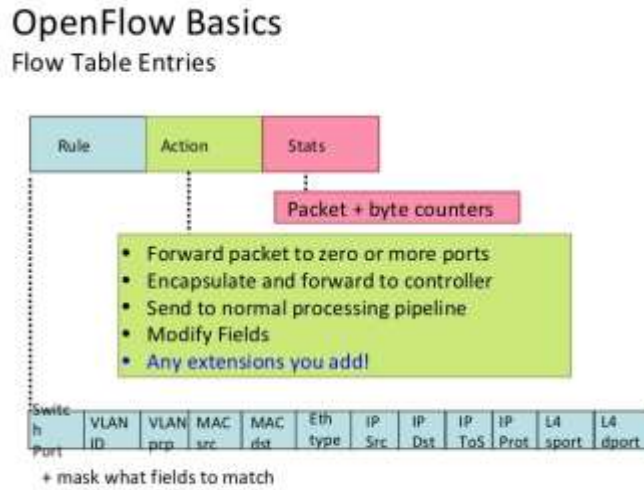 OpenFlow Basics
Flow Table Entries
Rule Action Stats
Packet + byte counters
• Forward packet to zero or more ports
• Encapsulate and forward to controller
• Send to normal processing pipeline
• Modify Fields
• Any extensions you add!
Switch Port
VLAN ID
VLAN pcp
MAC src
MAC dst
Eth type
IP Src
IP Dst
IP ToS
IP Prot
L4 sport
L4 dport
+ mask what fields to match